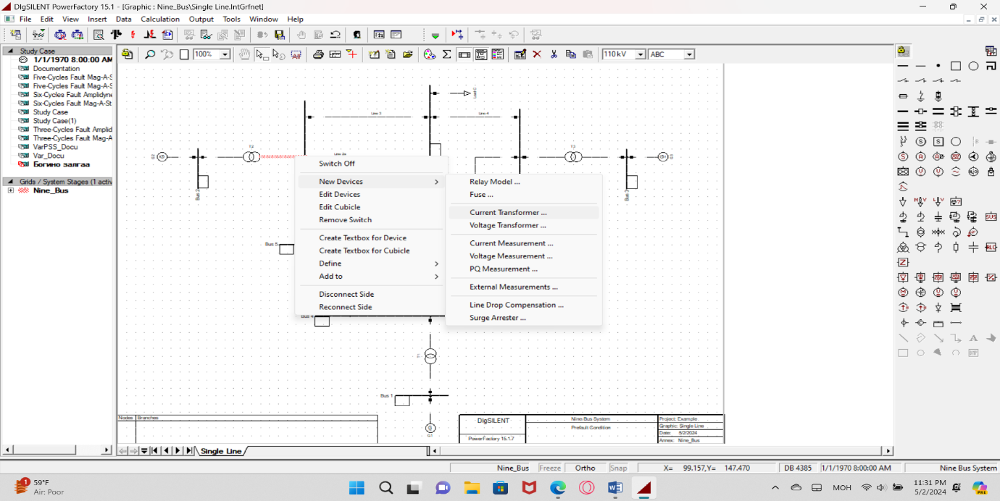 DIgSILENT PowerFactory 15.1 - [Graphic : Nine_Bus\Single Line.IntGrfnet]
File Edit View Insert Data Calculation Output Tools Window Help
100% 110 kV ABC
Study Case
1/1/1970 8:00:00 AM
Documentation
Five-Cycles Fault Mag-A-S
Five-Cycles Fault Mag-A-S
Six-Cycles Fault Amplidyne
Six-Cycles Fault Mag-A-St
Study Case
Study Case(1)
Three-Cycles Fault Amplid
Three-Cycles Fault Mag-A
VarPSS_Docu
Var_Docu
Богино залгаа
Grids / System Stages (1 activ
Nine_Bus
Load C
Line 3
Line 4
T2
T3
G2
G3
Line 2a
Bus 2
Bus 3
Bus 5
Bus 4
Switch Off
New Devices
Edit Devices
Edit Cubicle
Remove Switch
Create Textbox for Device
Create Textbox for Cubicle
Define
Add to
Disconnect Side
Reconnect Side
Relay Model ...
Fuse ...
Current Transformer ...
Voltage Transformer ...
Current Measurement ...
Voltage Measurement ...
PQ Measurement ...
External Measurements ...
Line Drop Compensation ...
Surge Arrester ...
T1
Bus 1
G
G1
Nodes Branches
DIgSILENT
PowerFactory 15.1.7
Nine-Bus System
Prefault Condition
Project: Example
Graphic: Single Line
Date: 5/2/2024
Annex: Nine_Bus
Single Line
Nine_Bus Freeze Ortho Snap X= 99.157,Y= 147.470 DB 4385 1/1/1970 8:00:00 AM Nine Bus System
1
59°F
Air: Poor
МОН
11:31 PM
5/2/2024
PRE